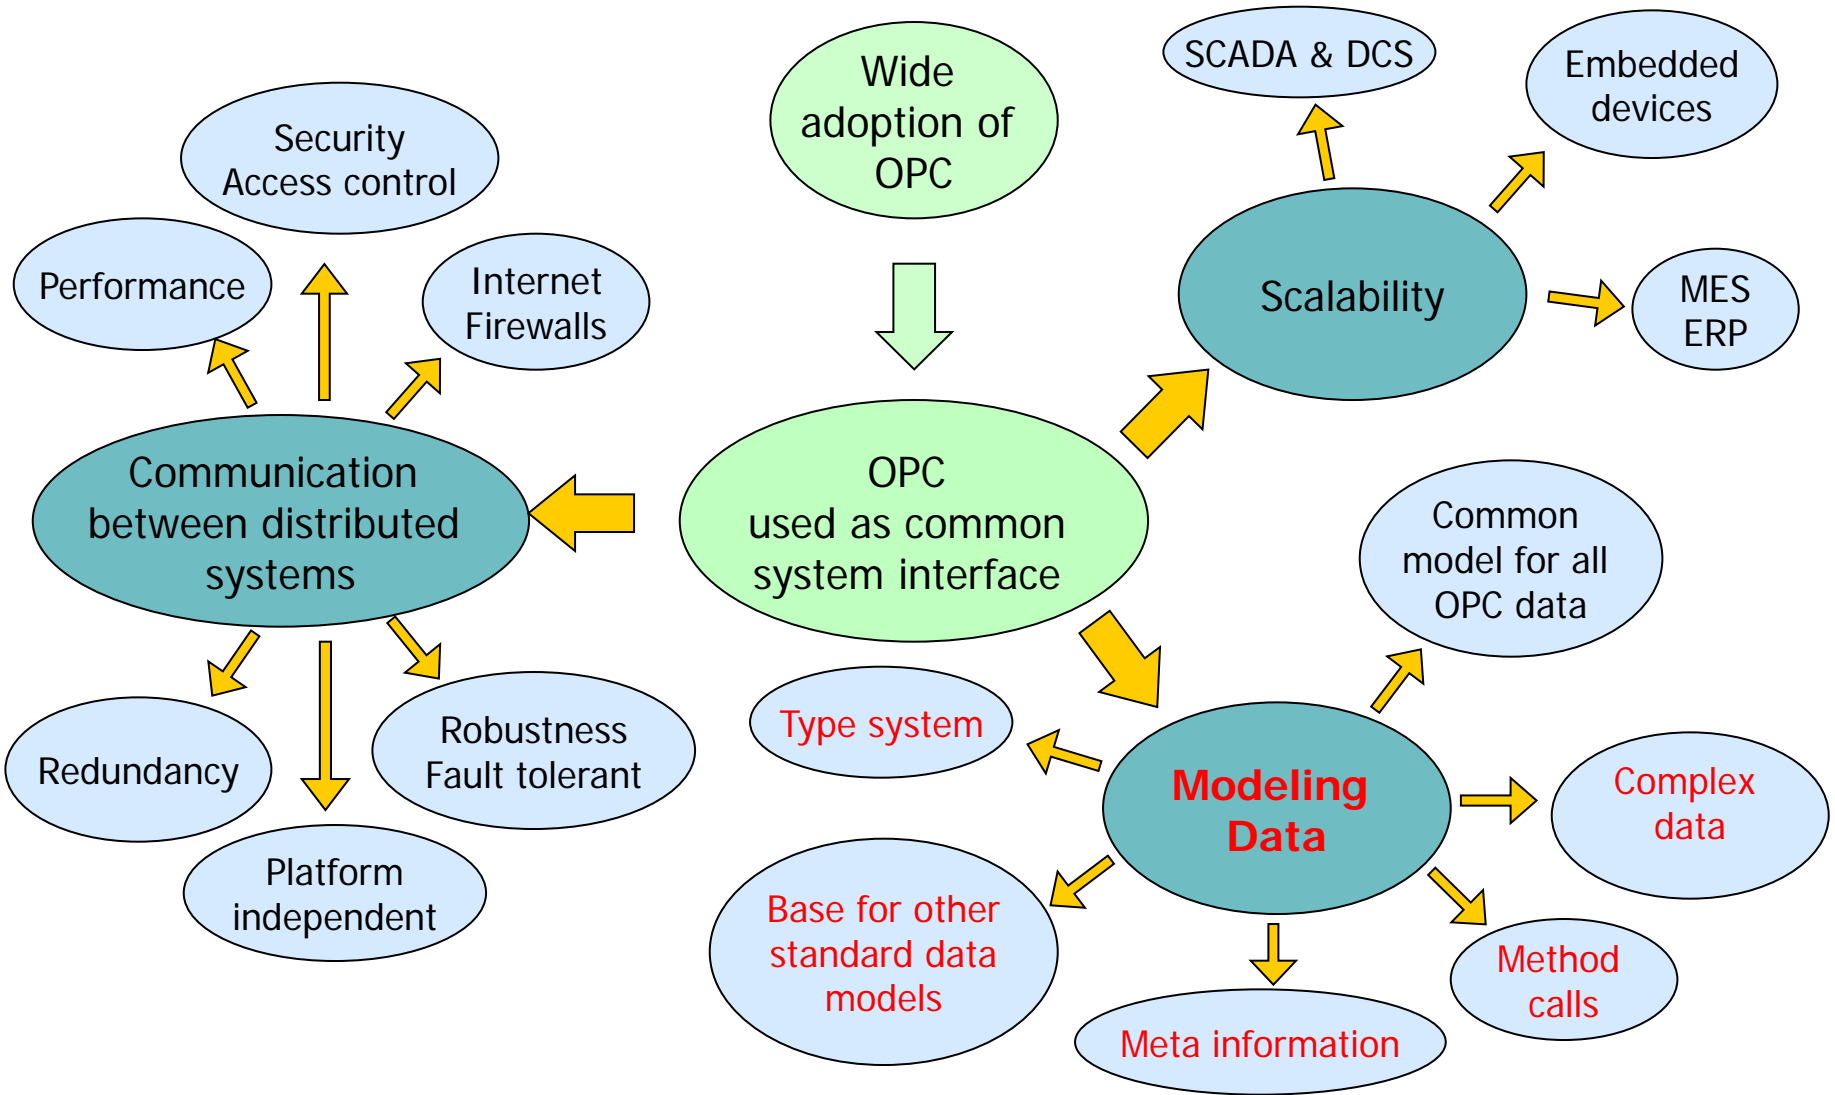 Wide
adoption of
OPC
SCADA & DCS
Embedded
devices
Security
Access control
Performance
Internet
Firewalls
Scalability
MES
ERP
Communication
between distributed
systems
OPC
used as common
system interface
Common
model for all
OPC data
Redundancy
Robustness
Fault tolerant
Platform
independent
Type system
Modeling
Data
Complex
data
Base for other
standard data
models
Method
calls
Meta information